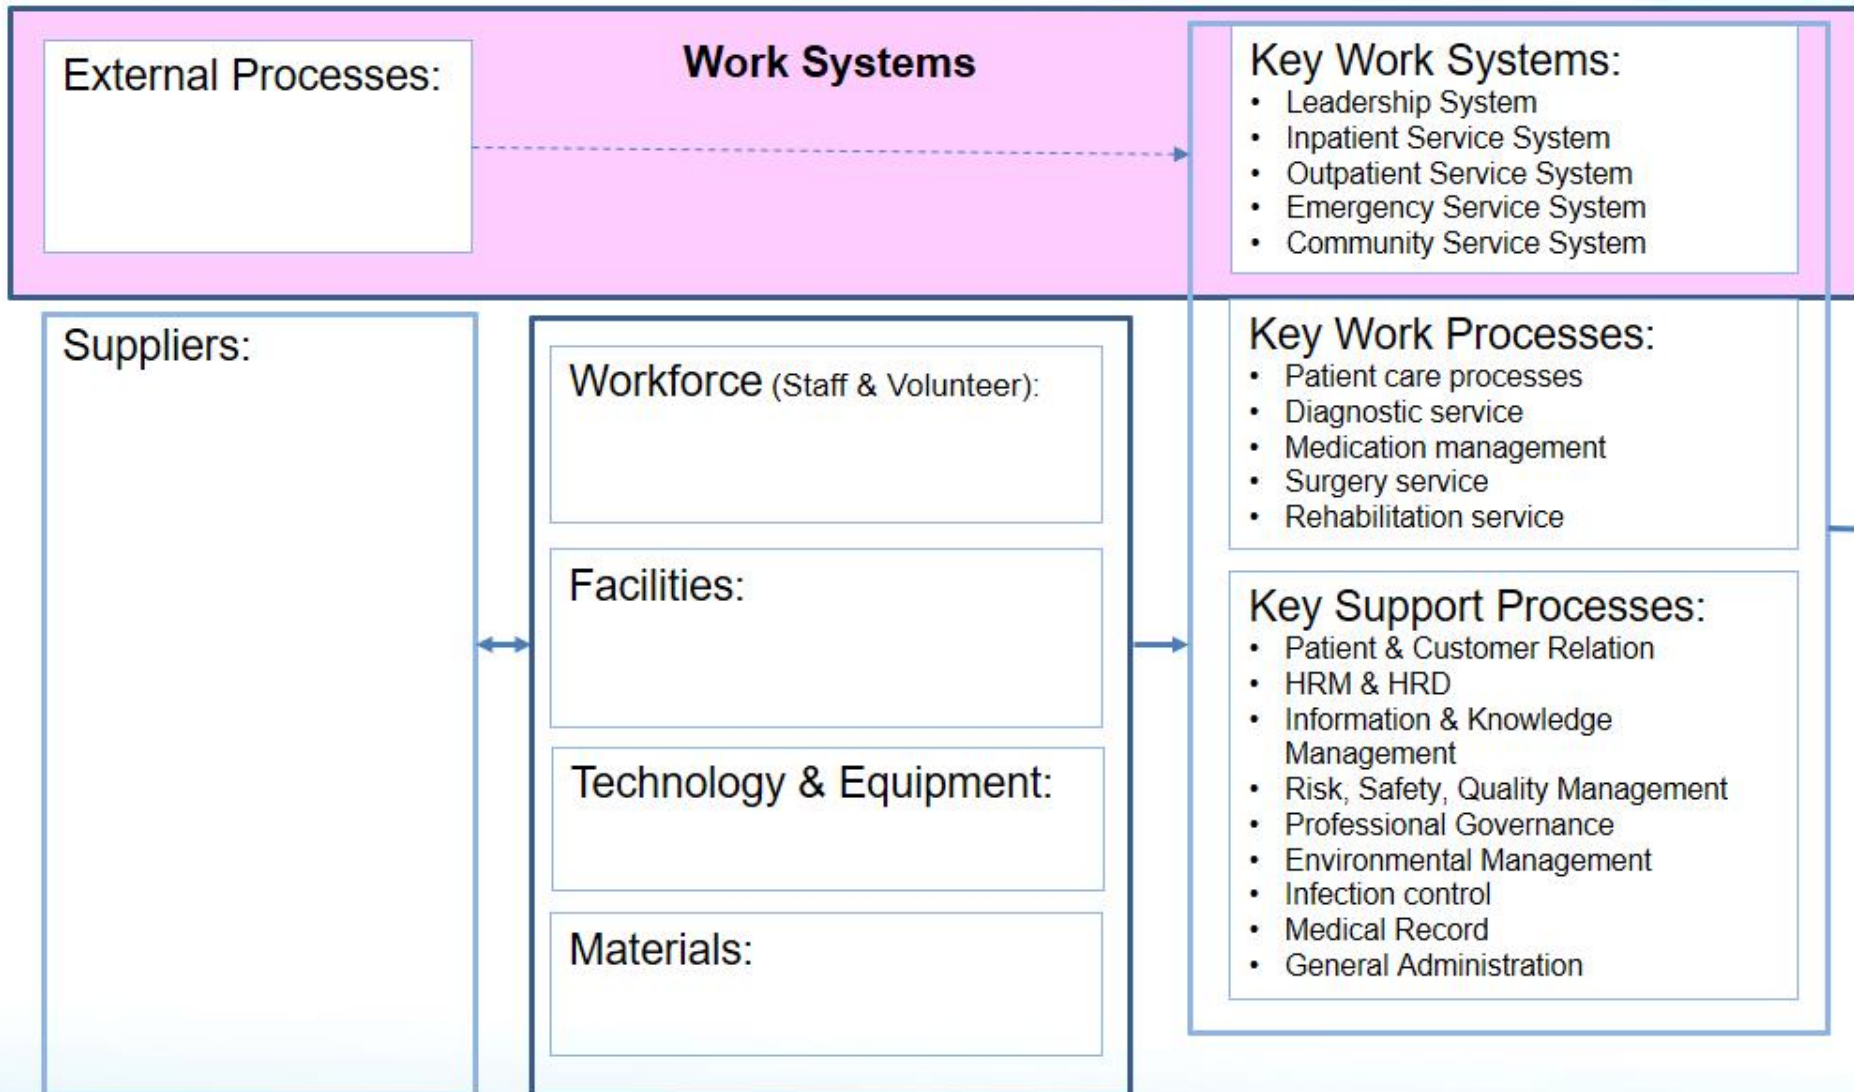 External Processes:
Work Systems
Key Work Systems:
• Leadership System
• Inpatient Service System
• Outpatient Service System
• Emergency Service System
• Community Service System
Suppliers:
Workforce (Staff & Volunteer):
Facilities:
Technology & Equipment:
Materials:
Key Work Processes:
• Patient care processes
• Diagnostic service
• Medication management
• Surgery service
• Rehabilitation service
Key Support Processes:
• Patient & Customer Relation
• HRM & HRD
• Information & Knowledge
Management
• Risk, Safety, Quality Management
• Professional Governance
• Environmental Management
• Infection control
• Medical Record
• General Administration